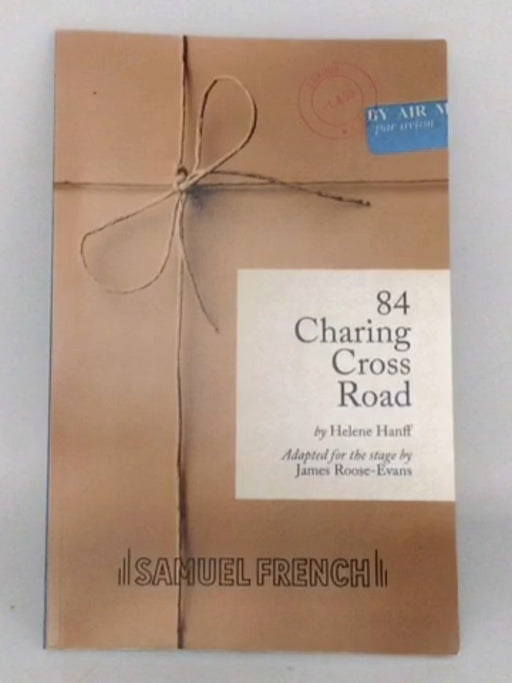 BY AIR M
par avion
84
Charing
Cross
Road
by Helene Hanff
Adapted for the stage by
James Roose-Evans
SAMUEL FRENCH